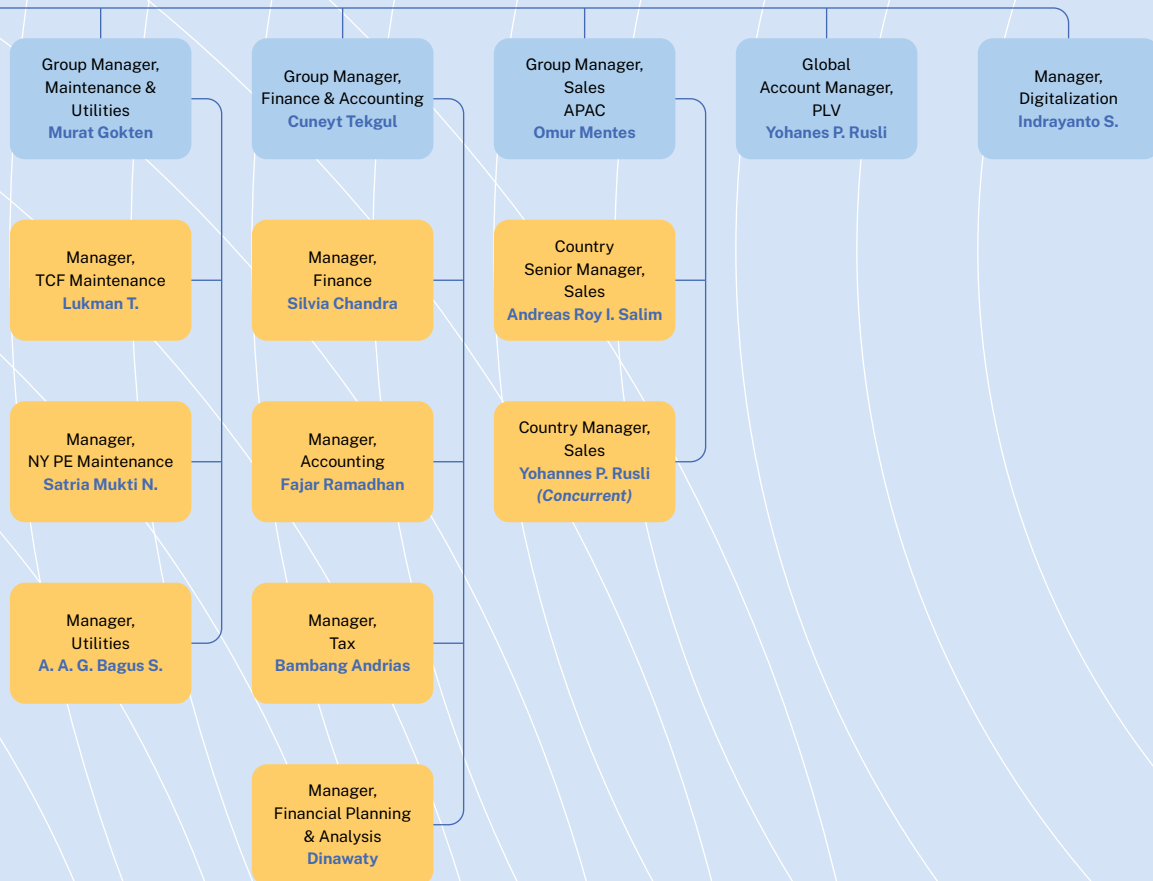 Group Manager,
Maintenance &
Utilities
Murat Gokten
Group Manager,
Finance & Accounting
Cuneyt Tekgul
Group Manager,
Sales
APAC
Omur Mentes
Global
Account Manager,
PLV
Yohanes P. Rusli
Manager,
Digitalization
Indrayanto S.
Manager,
TCF Maintenance
Lukman T.
Manager,
Finance
Silvia Chandra
Country
Senior Manager,
Sales
Andreas Roy I. Salim
Manager,
NY PE Maintenance
Satria Mukti N.
Manager,
Accounting
Fajar Ramadhan
Country Manager,
Sales
Yohannes P. Rusli
(Concurrent)
Manager,
Utilities
A. A. G. Bagus S.
Manager,
Tax
Bambang Andrias
Manager,
Financial Planning
& Analysis
Dinawaty